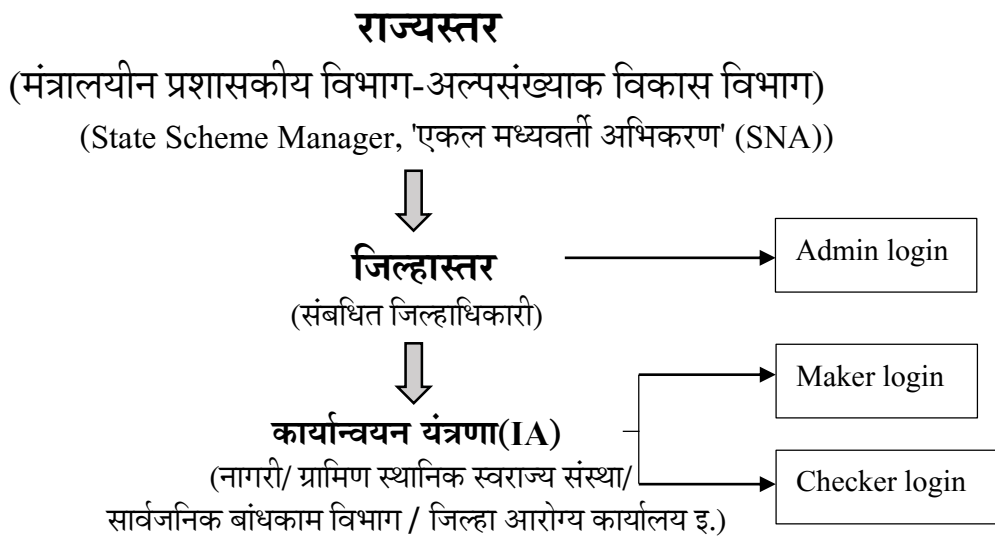 राज्यस्तर
(मंत्रालयीन प्रशासकीय विभाग-अल्पसंख्याक विकास विभाग)
(State Scheme Manager, 'एकल मध्यवर्ती अभिकरण' (SNA))
जिल्हास्तर
Admin login
(संबधित जिल्हाधिकारी)
Maker login
कार्यान्वयन यंत्रणा(IA)
(नागरी/ ग्रामिण स्थानिक स्वराज्य संस्था/
Checker login
सार्वजनिक बांधकाम विभाग / जिल्हा आरोग्य कार्यालय इ.)